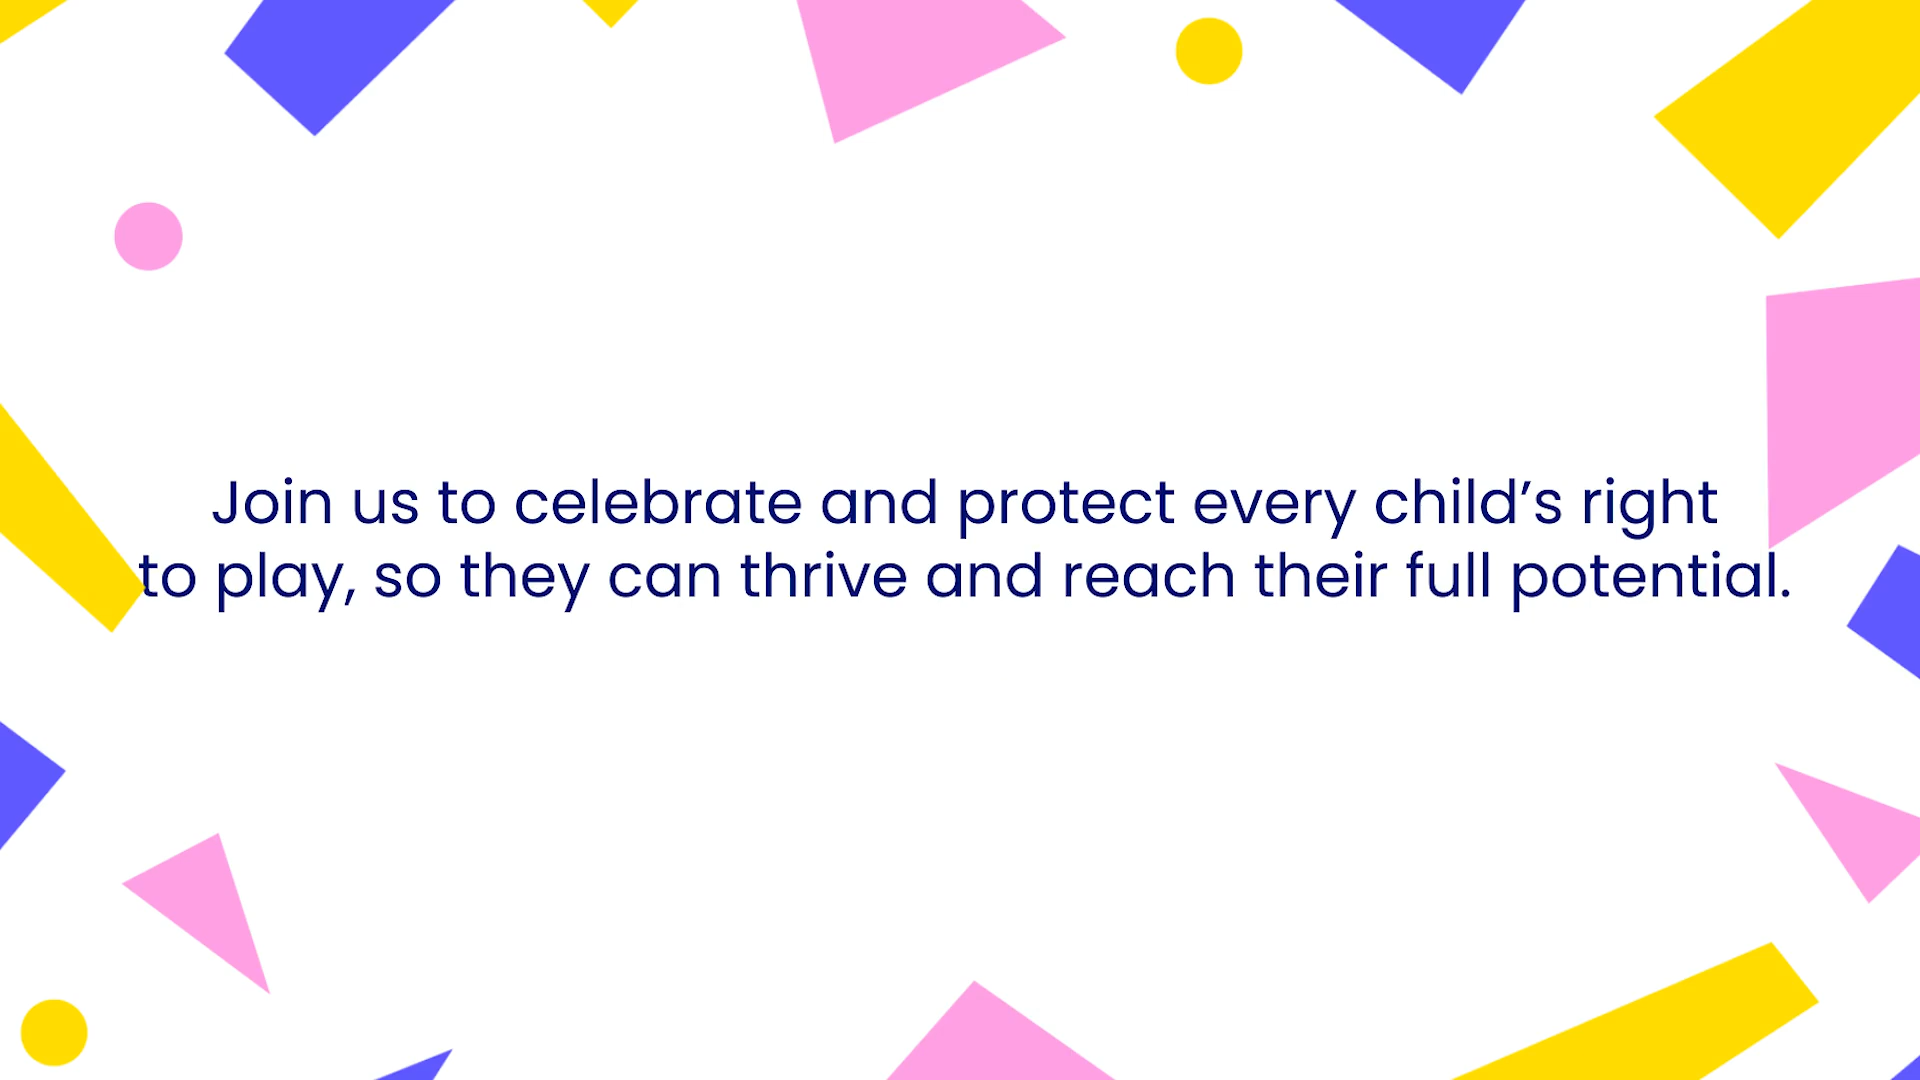 Join us to celebrate and protect every child’s right
to play, so they can thrive and reach their full potential.